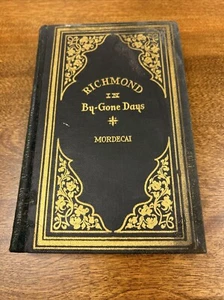 RICHMOND
IN
By-Gone Days
MORDECAI